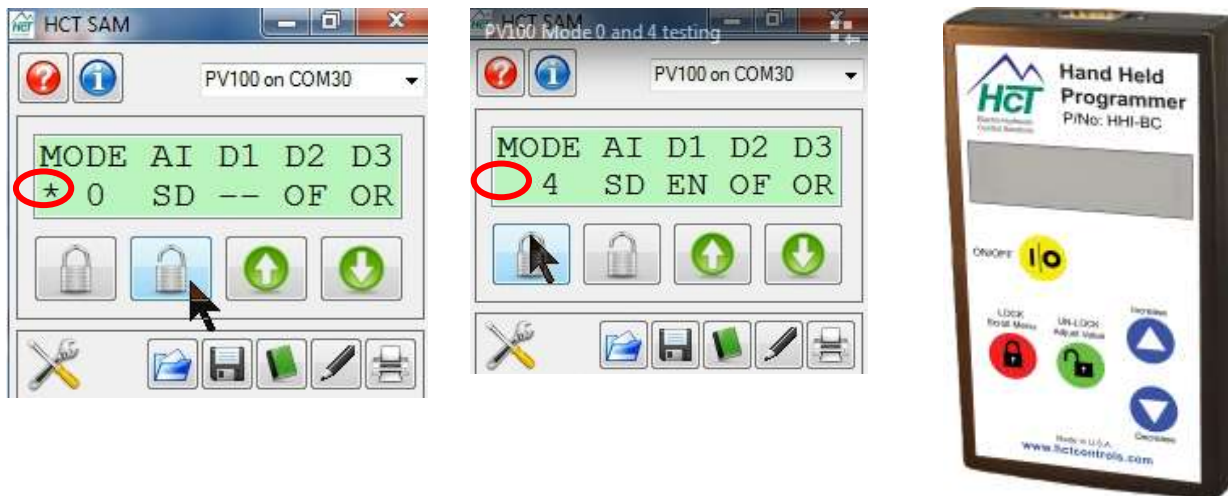 HCT SAM
PV100 on COM30
MODE AI D1 D2 D3
* 0 SD -- OF OR
HCT SAM
PV100 Mode 0 and 4 testing
PV100 on COM30
MODE AI D1 D2 D3
4 SD EN OF OR
HCT
Hand Held
Programmer
P/No: HHI-BC
ON/OFF
I|O
LOCK
Scroll Menu
UN-LOCK
Adjust Value
Increase
Decrease
Made in U.S.A.
www.hctcontrols.com